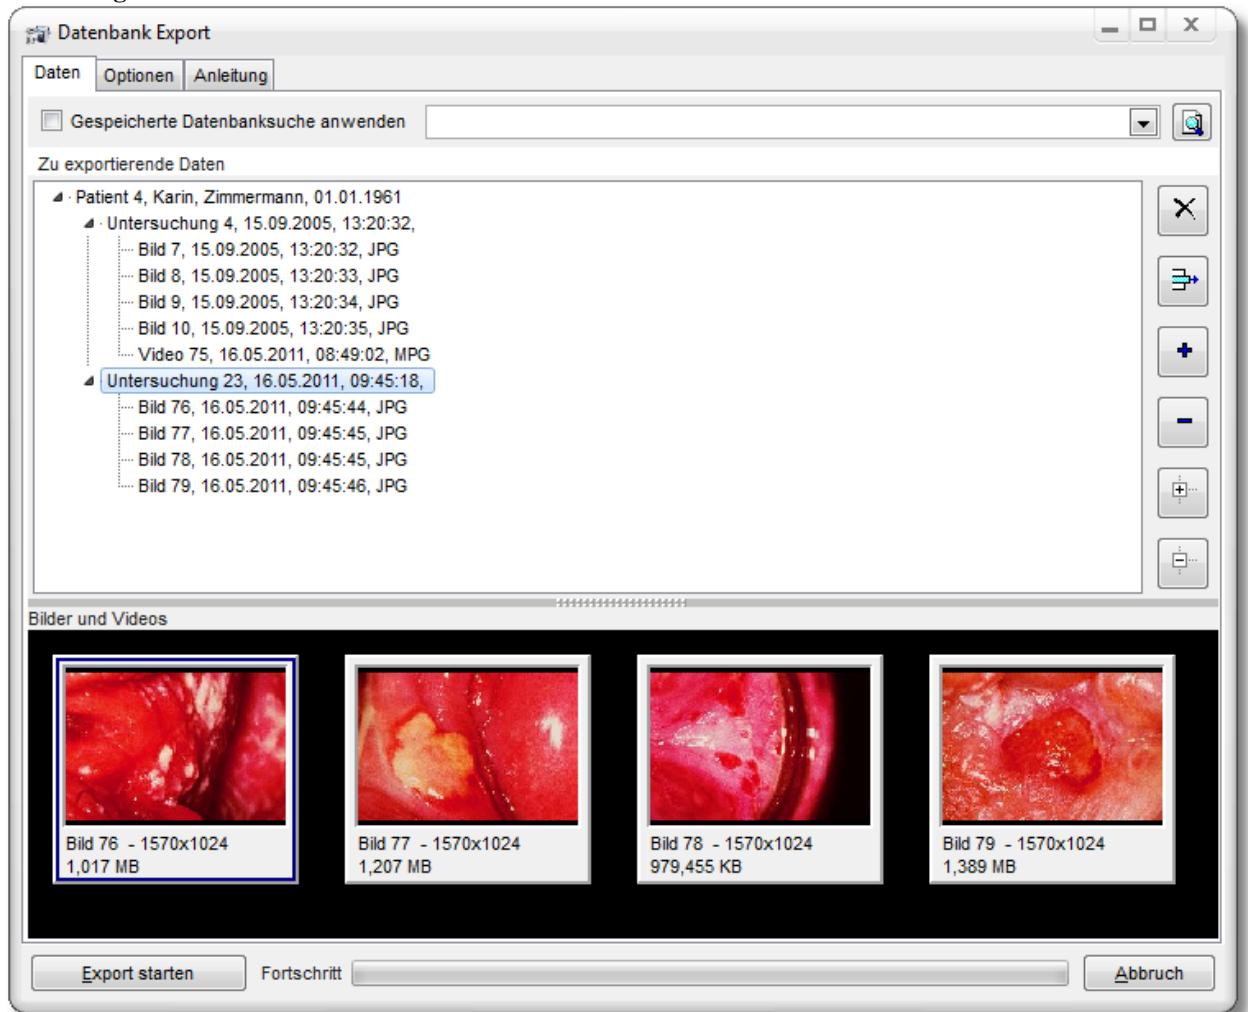 Datenbank Export
Daten Optionen Anleitung
Gespeicherte Datenbanksuche anwenden
Zu exportierende Daten
Patient 4, Karin, Zimmermann, 01.01.1961
Untersuchung 4, 15.09.2005, 13:20:32,
Bild 7, 15.09.2005, 13:20:32, JPG
Bild 8, 15.09.2005, 13:20:33, JPG
Bild 9, 15.09.2005, 13:20:34, JPG
Bild 10, 15.09.2005, 13:20:35, JPG
Video 75, 16.05.2011, 08:49:02, MPG
Untersuchung 23, 16.05.2011, 09:45:18,
Bild 76, 16.05.2011, 09:45:44, JPG
Bild 77, 16.05.2011, 09:45:45, JPG
Bild 78, 16.05.2011, 09:45:45, JPG
Bild 79, 16.05.2011, 09:45:46, JPG
Bilder und Videos
Bild 76 - 1570x1024
1,017 MB
Bild 77 - 1570x1024
1,207 MB
Bild 78 - 1570x1024
979,455 KB
Bild 79 - 1570x1024
1,389 MB
Export starten Fortschritt Abbruch